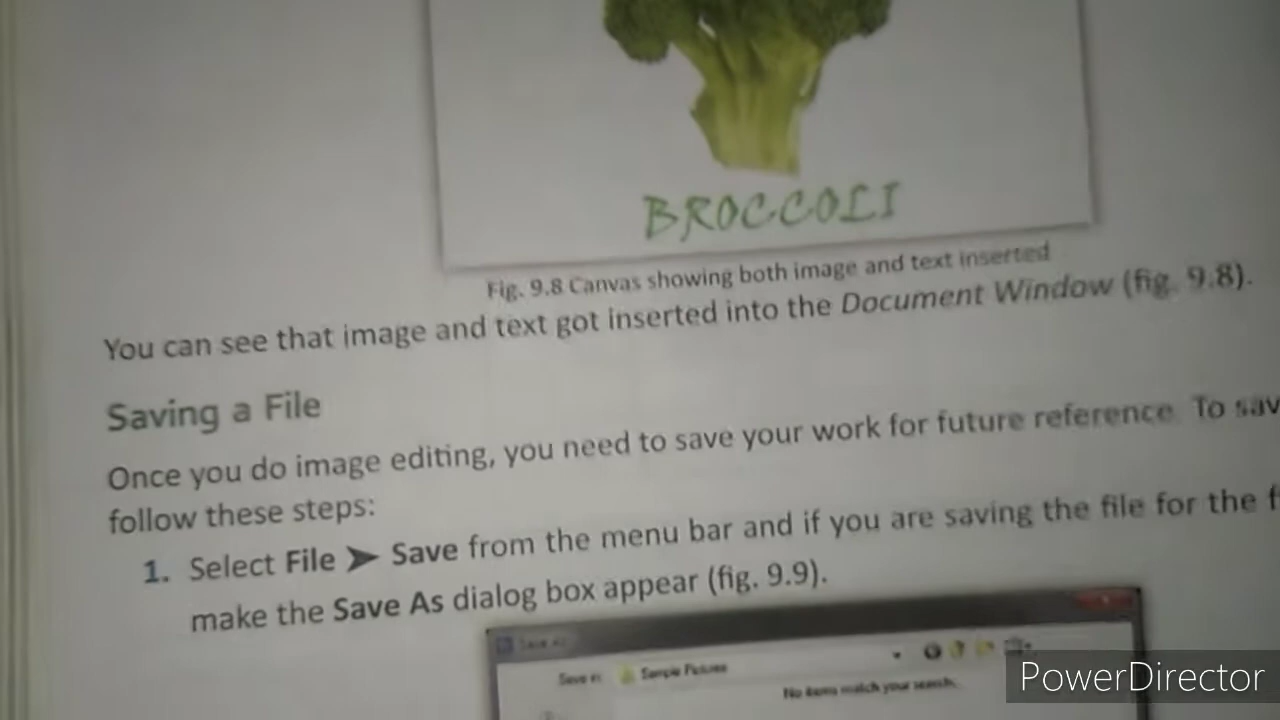 BROCCOLI
Fig. 9.8 Canvas showing both image and text inserted
You can see that image and text got inserted into the Document Window (fig. 9.8).
Saving a File
Once you do image editing, you need to save your work for future reference. To sav
follow these steps:
1. Select File ➤ Save from the menu bar and if you are saving the file for the f
make the Save As dialog box appear (fig. 9.9).
Save As
Save in: Sample Pictures
No items match your search.
PowerDirector